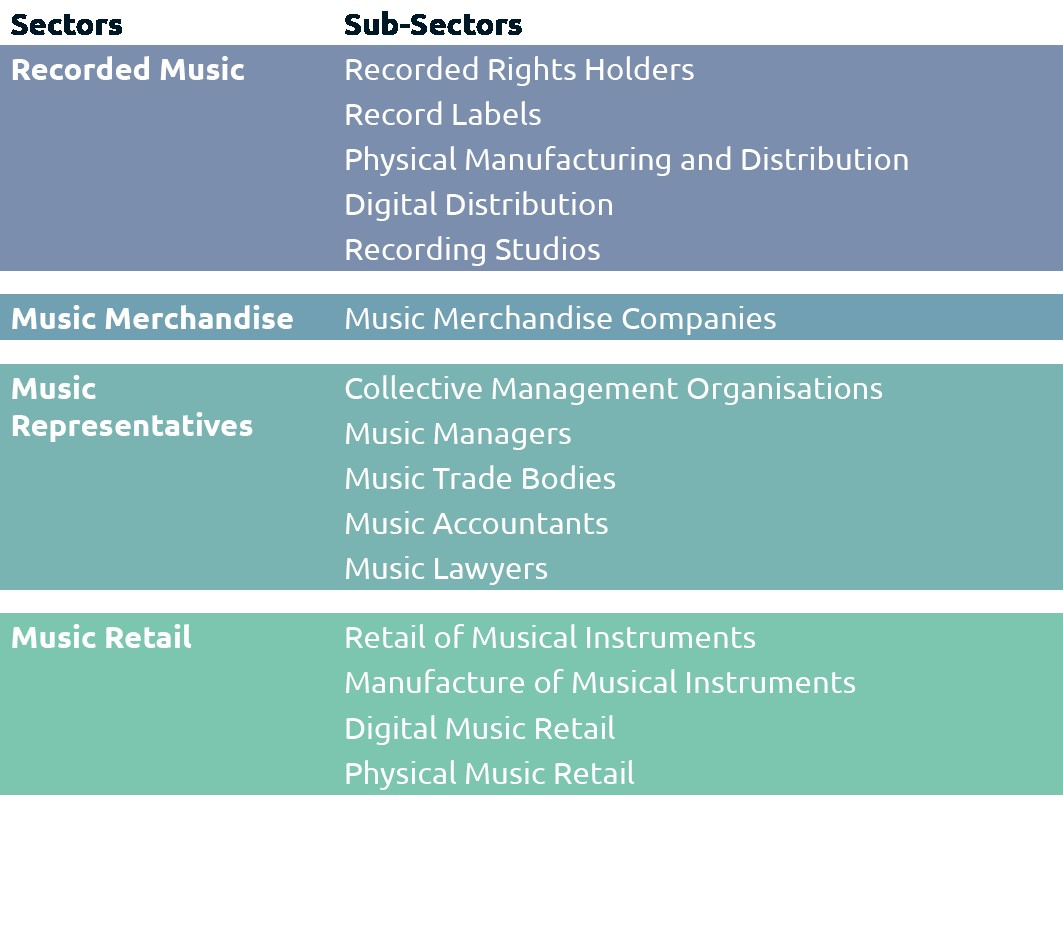 Sectors Sub-Sectors
Recorded Music Recorded Rights Holders
Record Labels
Physical Manufacturing and Distribution
Digital Distribution
Recording Studios
Music Merchandise Music Merchandise Companies
Music Collective Management Organisations
Representatives
Music Managers
Music Trade Bodies
Music Accountants
Music Lawyers
Music Retail Retail of Musical Instruments
Manufacture of Musical Instruments
Digital Music Retail
Physical Music Retail